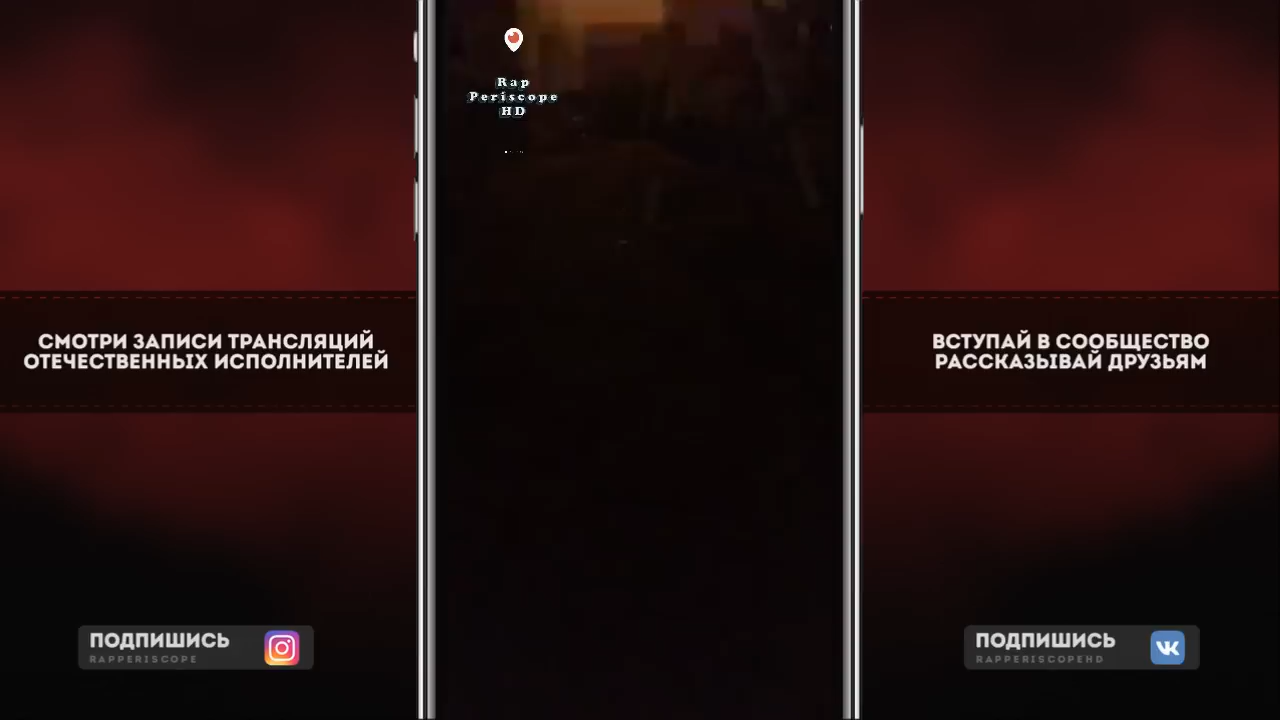 Rap
Periscope
HD
СМОТРИ ЗАПИСИ ТРАНСЛЯЦИЙ
ОТЕЧЕСТВЕННЫХ ИСПОЛНИТЕЛЕЙ
ВСТУПАЙ В СООБЩЕСТВО
РАССКАЗЫВАЙ ДРУЗЬЯМ
ПОДПИШИСЬ
RAPPERISCOPE
ПОДПИШИСЬ
RAPPERISCOPEHD